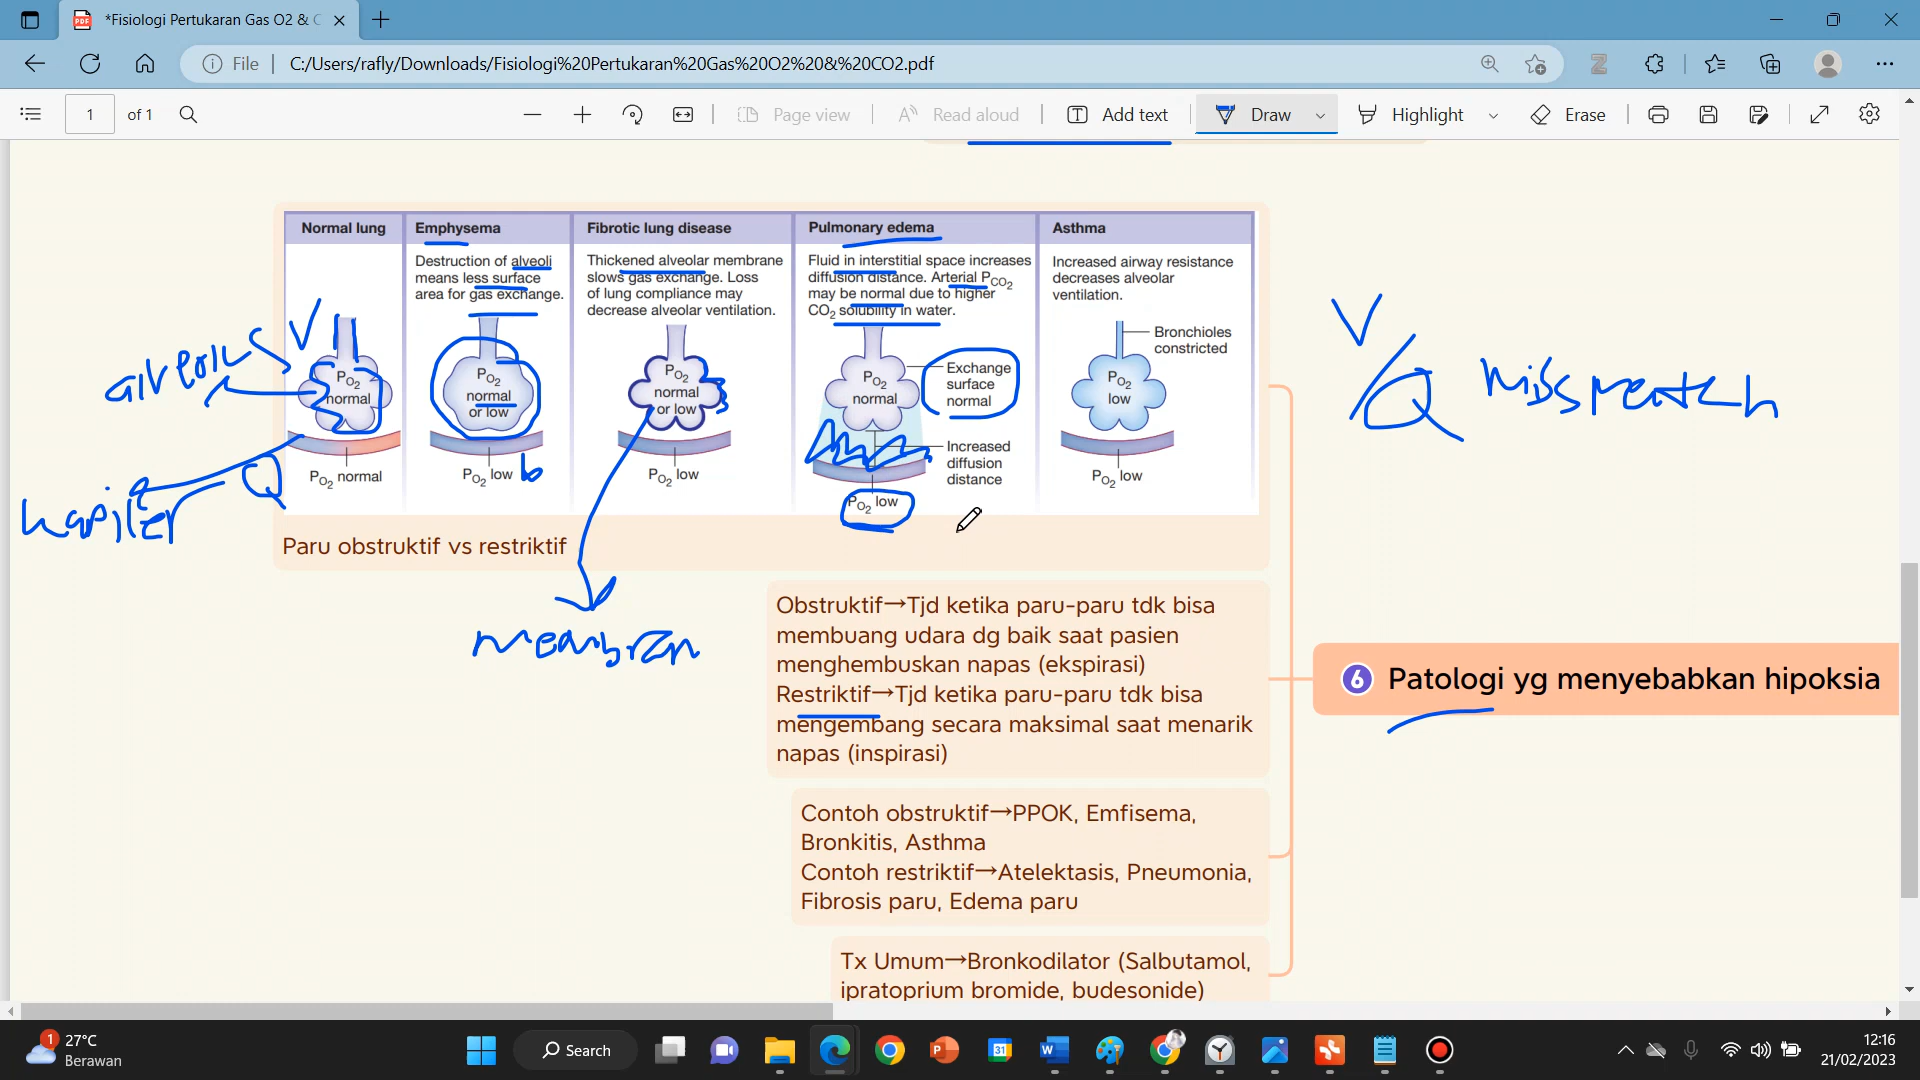 *Fisiologi Pertukaran Gas O2 & C
File
C:/Users/rafly/Downloads/Fisiologi%20Pertukaran%20Gas%20O2%20&%20CO2.pdf
1 of 1
Page view
Read aloud
Add text
Draw
Highlight
Erase
Normal lung
Emphysema
Destruction of alveoli
means less surface
area for gas exchange.
Fibrotic lung disease
Thickened alveolar membrane
slows gas exchange. Loss
of lung compliance may
decrease alveolar ventilation.
Pulmonary edema
Fluid in interstitial space increases
diffusion distance. Arterial PCO2
may be normal due to higher
CO2 solubility in water.
Asthma
Increased airway resistance
decreases alveolar
ventilation.
V
alveolus
PO2
normal
Q
kapiler
PO2 normal
PO2
normal
or low
PO2 low
PO2
normal
or low
PO2 low
membran
PO2
normal
Exchange
surface
normal
Increased
diffusion
distance
PO2 low
Bronchioles
constricted
PO2
low
PO2 low
V/Q missmatch
Paru obstruktif vs restriktif
Obstruktif→Tjd ketika paru-paru tdk bisa
membuang udara dg baik saat pasien
menghembuskan napas (ekspirasi)
Restriktif→Tjd ketika paru-paru tdk bisa
mengembang secara maksimal saat menarik
napas (inspirasi)
6 Patologi yg menyebabkan hipoksia
Contoh obstruktif→PPOK, Emfisema,
Bronkitis, Asthma
Contoh restriktif→Atelektasis, Pneumonia,
Fibrosis paru, Edema paru
Tx Umum→Bronkodilator (Salbutamol,
ipratoprium bromide, budesonide)
1
27°C
Berawan
Search
31
12:16
21/02/2023